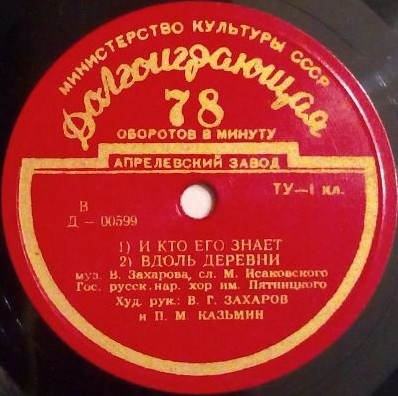 МИНИСТЕРСТВО КУЛЬТУРЫ СССР
Долгоиграющая
78
ОБОРОТОВ В МИНУТУ
АПРЕЛЕВСКИЙ ЗАВОД
ТУ—1 кл.
В
Д — 00599
1) И КТО ЕГО ЗНАЕТ
2) ВДОЛЬ ДЕРЕВНИ
муз. В. Захарова, сл. М. Исаковского
Гос. русск. нар. хор им. Пятницкого
Худ. рук.: В. Г. ЗАХАРОВ
и П. М. КАЗЬМИН